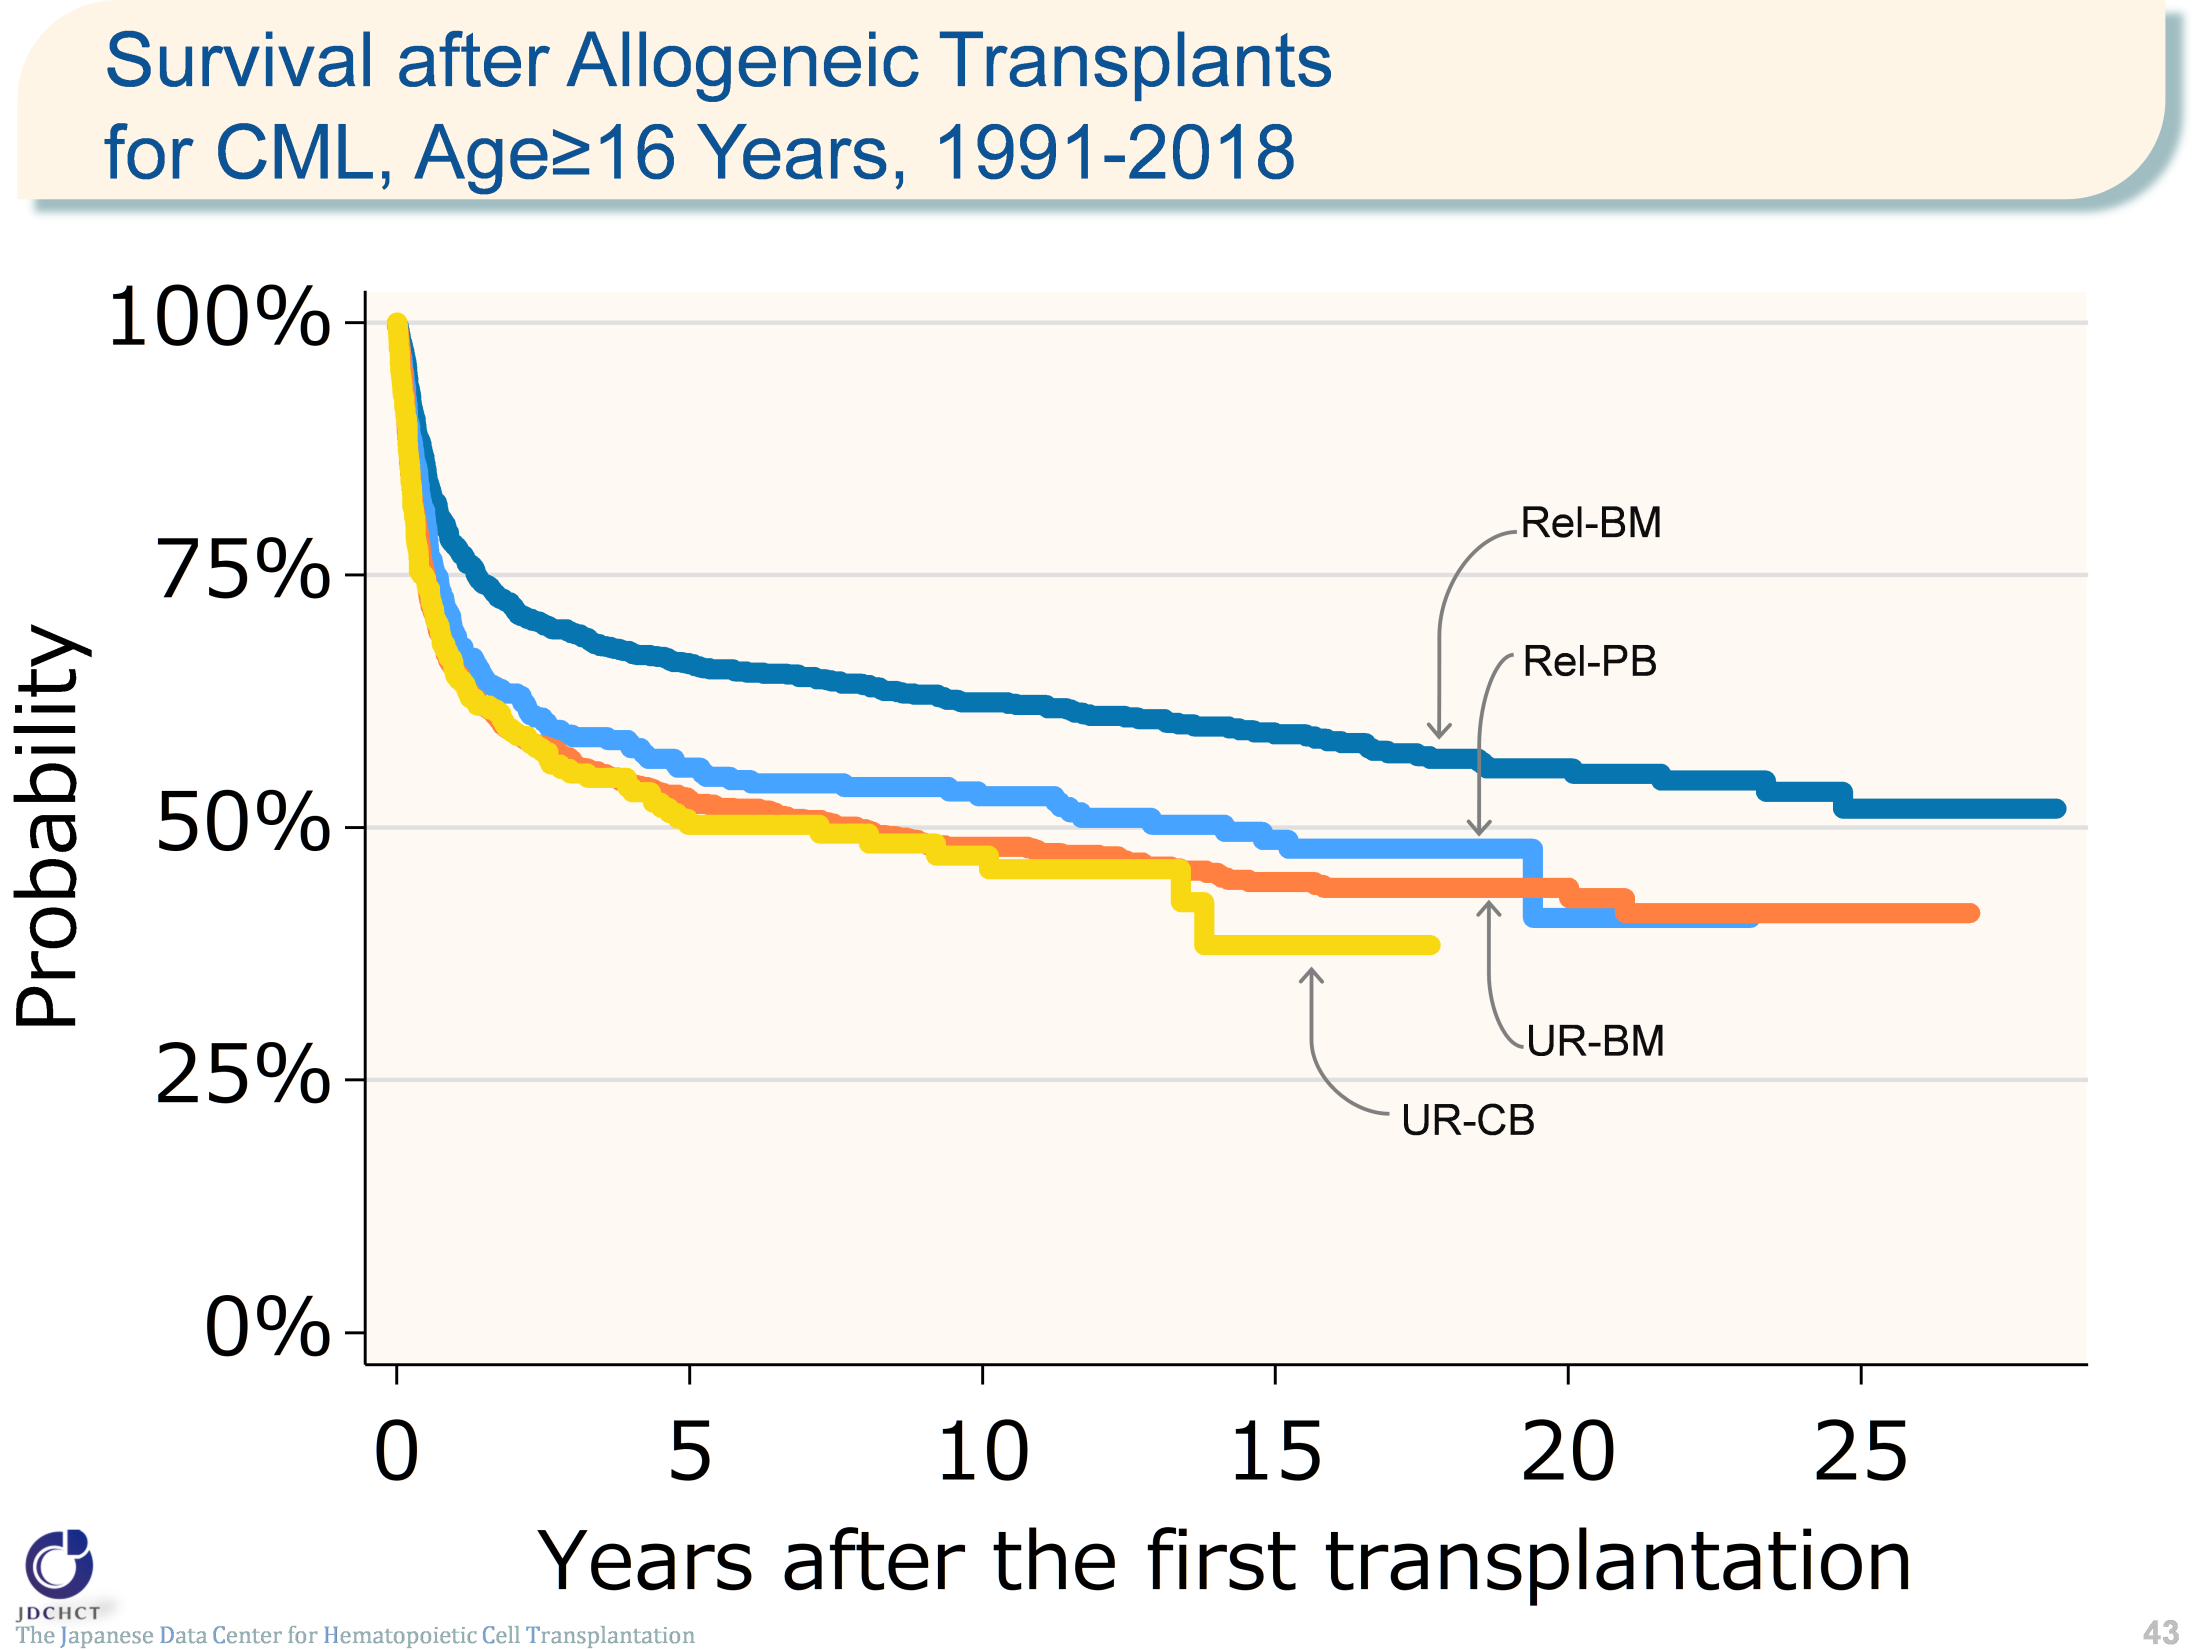 Survival after Allogeneic Transplants
for CML, Age≥16 Years, 1991-2018
100%
75%
50%
25%
0%
Probability
Rel-BM
Rel-PB
UR-BM
UR-CB
0 5 10 15 20 25
Years after the first transplantation
JDCHCT
The Japanese Data Center for Hematopoietic Cell Transplantation
43